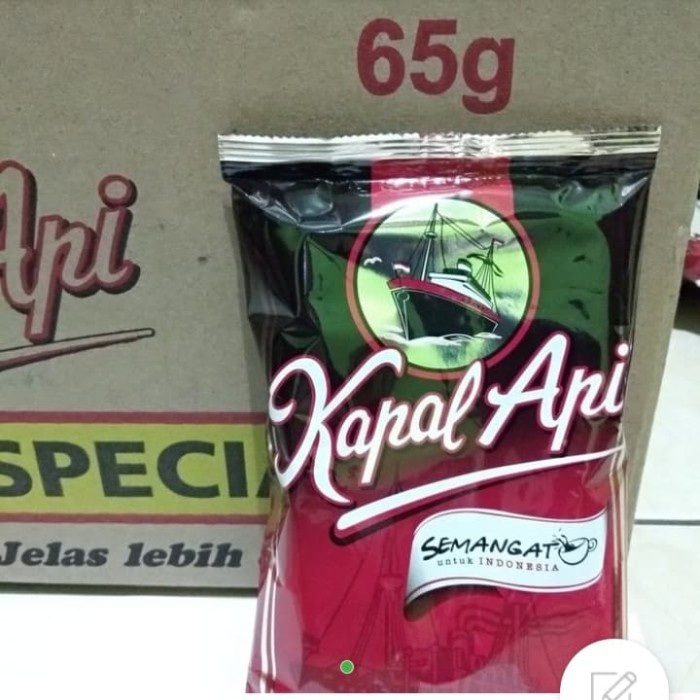 65g
Api
SPECIA
Jelas lebih
Kapal Api
SEMANGAT
untuk INDONESIA